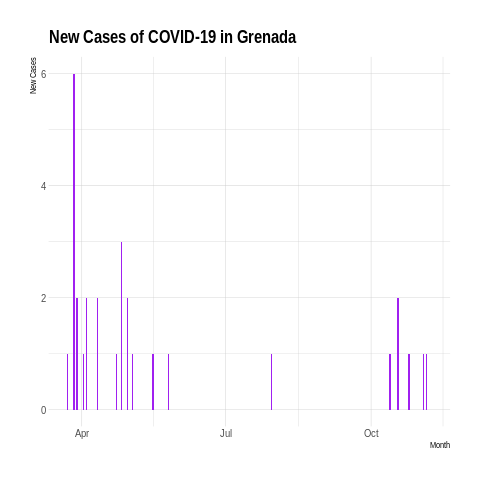 New Cases of COVID-19 in Grenada
New Cases
6
4
2
0
Apr
Jul
Oct
Month